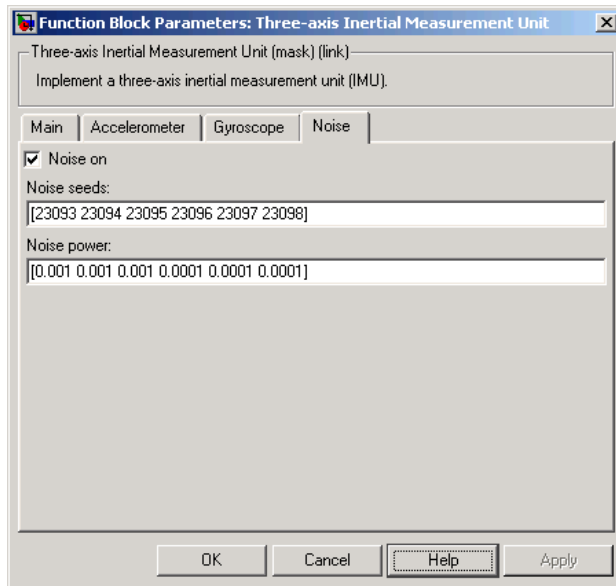 Function Block Parameters: Three-axis Inertial Measurement Unit
Three-axis Inertial Measurement Unit (mask) (link)
Implement a three-axis inertial measurement unit (IMU).
Main Accelerometer Gyroscope Noise
Noise on
Noise seeds:
[23093 23094 23095 23096 23097 23098]
Noise power:
[0.001 0.001 0.001 0.0001 0.0001 0.0001]
OK Cancel Help Apply